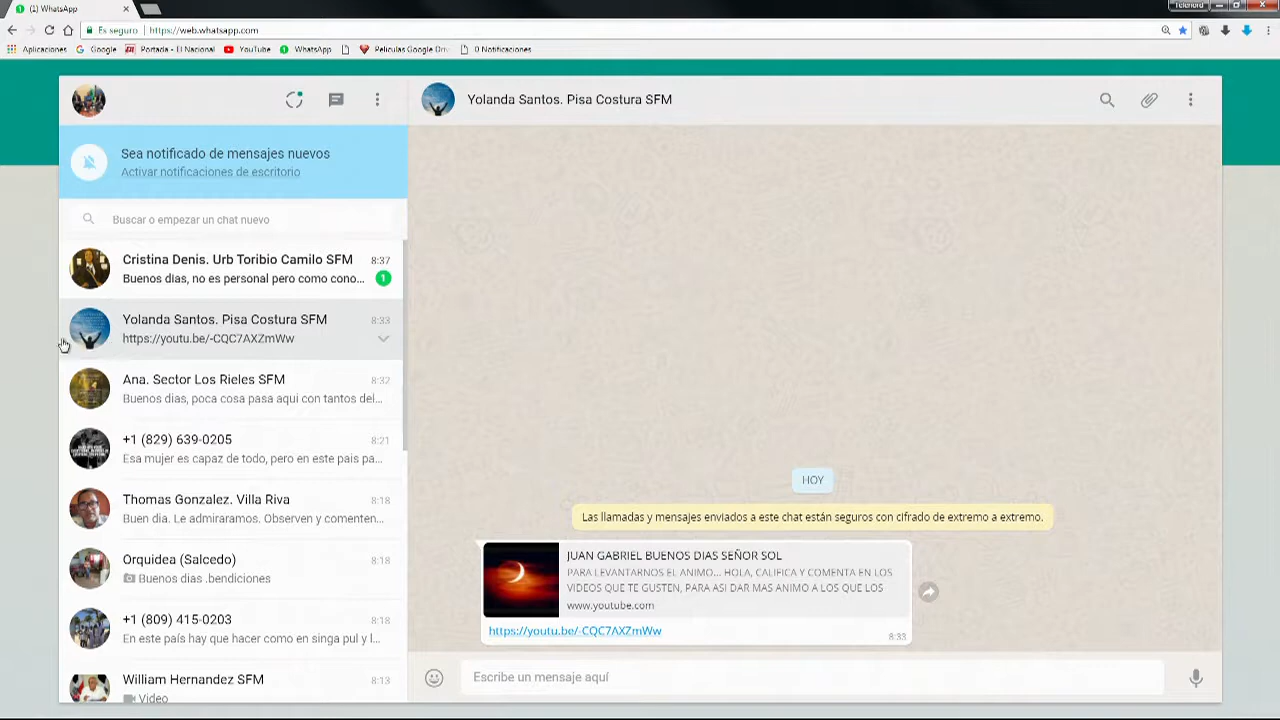 (1) WhatsApp
Telenord
Es seguro | https://web.whatsapp.com
Aplicaciones Google Portada - El Nacional YouTube WhatsApp Peliculas Google Driv 0 Notificaciones
Yolanda Santos. Pisa Costura SFM
Sea notificado de mensajes nuevos
Activar notificaciones de escritorio
Buscar o empezar un chat nuevo
Cristina Denis. Urb Toribio Camilo SFM 8:37
Buenos dias, no es personal pero como cono... 1
Yolanda Santos. Pisa Costura SFM 8:33
https://youtu.be/-CQC7AXZmWw
Ana. Sector Los Rieles SFM 8:32
Buenos días, poca cosa pasa aqui con tantos del...
+1 (829) 639-0205 8:21
Esa mujer es capaz de todo, pero en este pais pa...
Thomas Gonzalez. Villa Riva 8:18
Buen dia. Le admiraramos. Observen y comenten...
Orquidea (Salcedo) 8:18
Buenos dias .bendiciones
+1 (809) 415-0203 8:18
En este país hay que hacer como en singa pul y l...
William Hernandez SFM 8:13
Video
HOY
Las llamadas y mensajes enviados a este chat están seguros con cifrado de extremo a extremo.
JUAN GABRIEL BUENOS DIAS SEÑOR SOL
PARA LEVANTARNOS EL ANIMO... HOLA, CALIFICA Y COMENTA EN LOS
VIDEOS QUE TE GUSTEN, PARA ASI DAR MAS ANIMO A LOS QUE LOS
www.youtube.com
https://youtu.be/-CQC7AXZmWw
8:33
Escribe un mensaje aquí